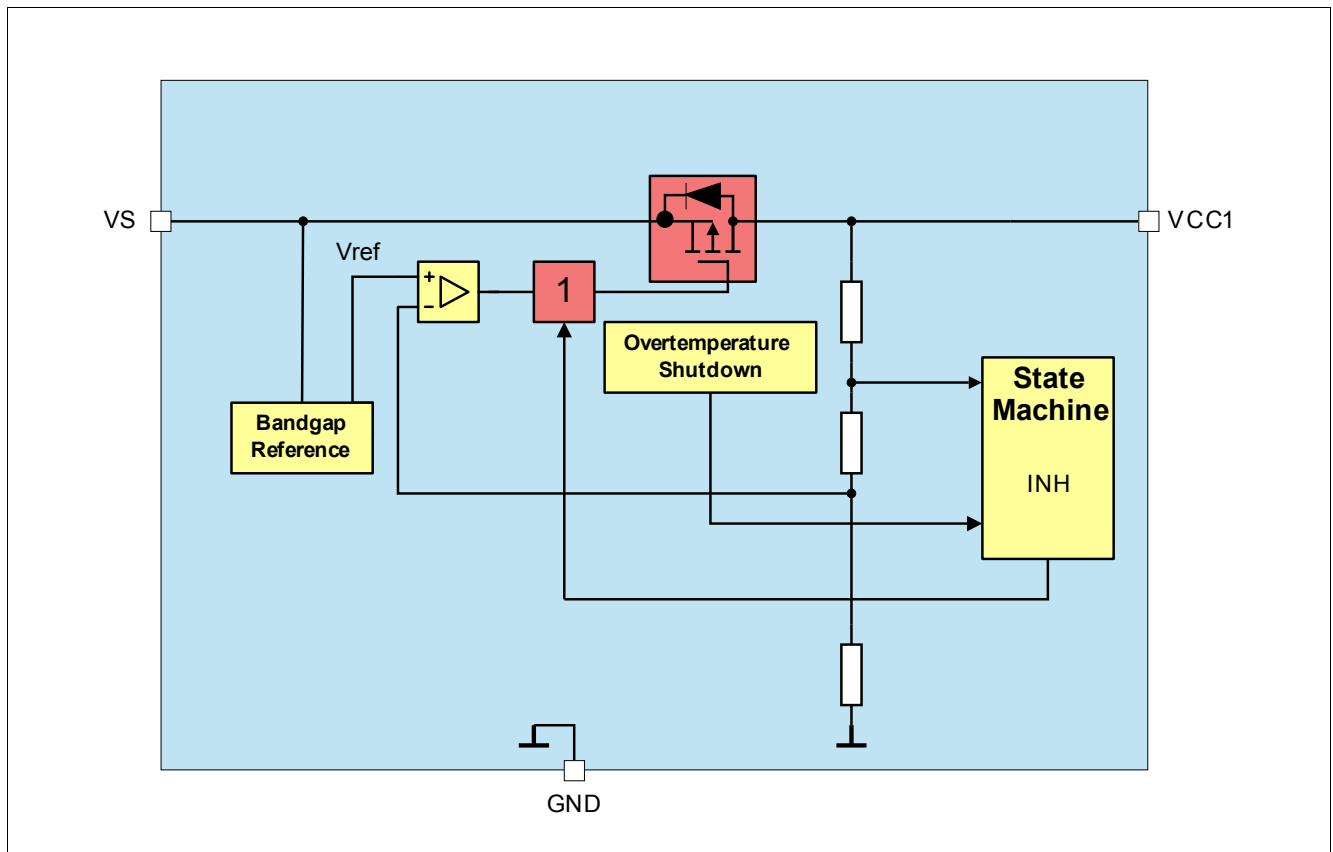 VS
VCC1
Vref
+
−
1
Overtemperature
Shutdown
State
Machine
INH
Bandgap
Reference
GND